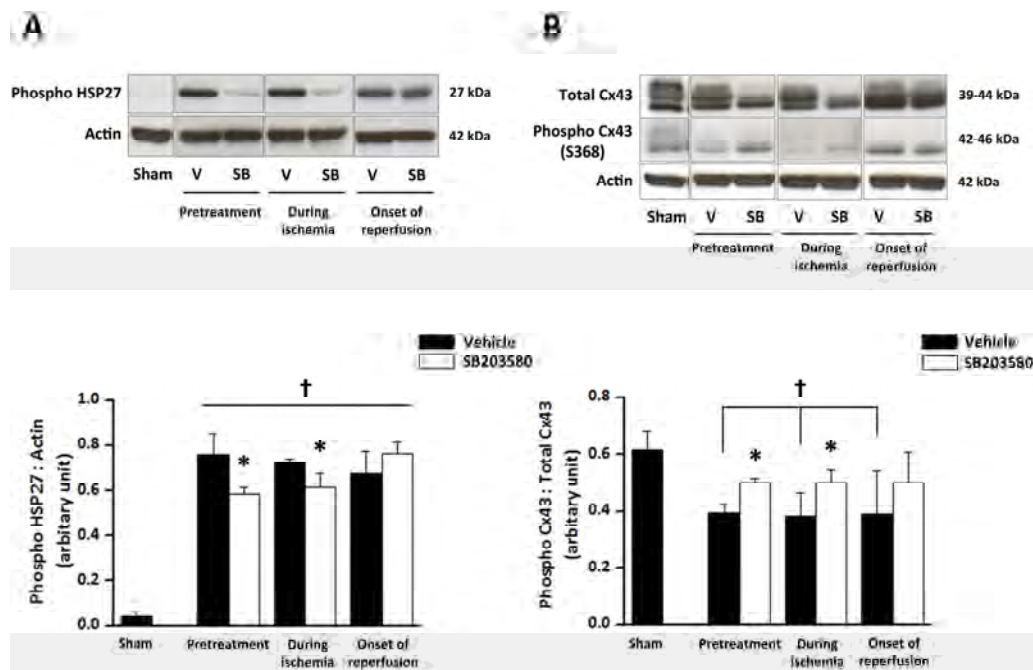 A
Phospho HSP27
27 kDa
Actin
42 kDa
Sham V SB V SB V SB
Pretreatment During ischemia Onset of reperfusion
B
Total Cx43
39-44 kDa
Phospho Cx43 (S368)
42-46 kDa
Actin
42 kDa
Sham V SB V SB V SB
Pretreatment During ischemia Onset of reperfusion
Vehicle
SB203580
†
* *
Phospho HSP27 : Actin
(arbitary unit)
1.0
0.8
0.6
0.4
0.2
0.0
Sham Pretreatment During ischemia Onset of reperfusion
Vehicle
SB203580
†
* *
Phospho Cx43 : Total Cx43
(arbitary unit)
0.8
0.6
0.4
0.2
0.0
Sham Pretreatment During ischemia Onset of reperfusion